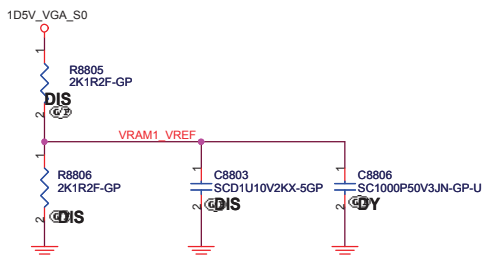 1D5V_VGA_S0
1
R8805
2K1R2F-GP
DIS
2
VRAM1_VREF
1
R8806
2K1R2F-GP
2
DIS
1
C8803
SCD1U10V2KX-5GP
2
DIS
1
C8806
SC1000P50V3JN-GP-U
2
DY